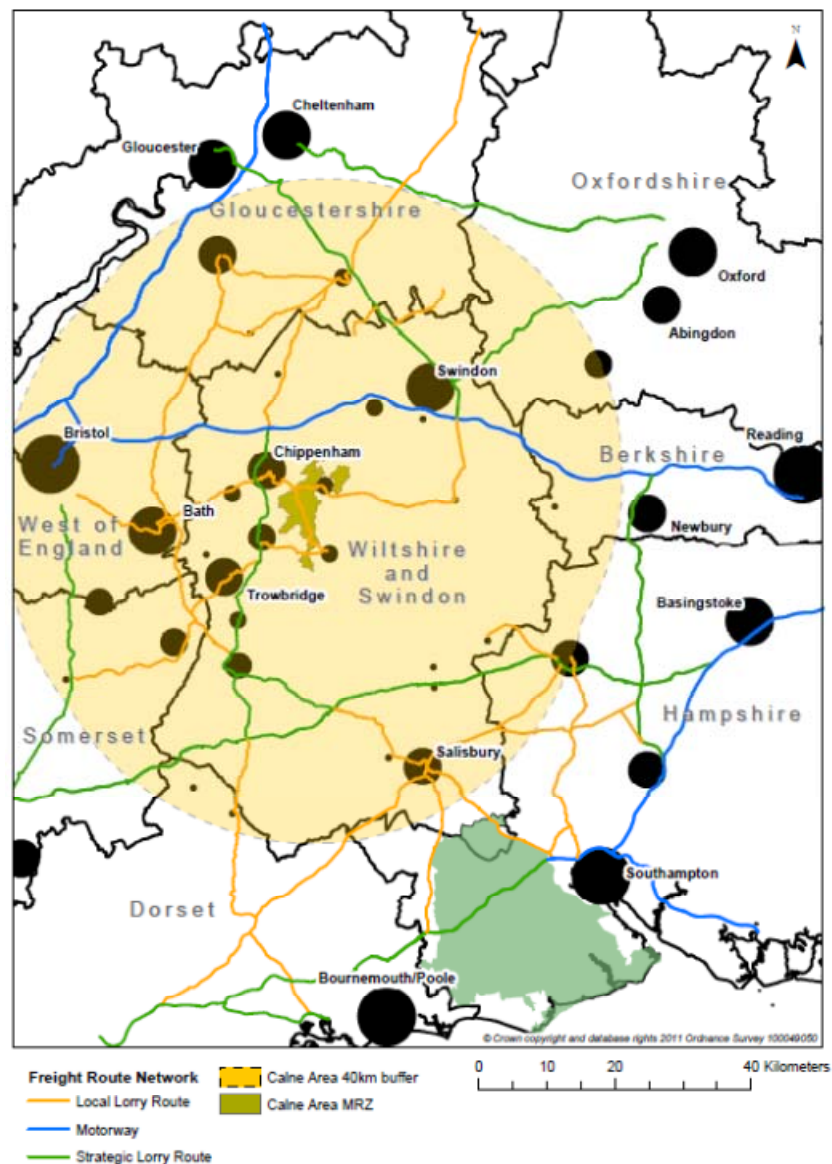 N
Cheltenham
Gloucester
Oxfordshire
Gloucestershire
Oxford
Abingdon
Swindon
Bristol
Reading
Chippenham
Berkshire
Bath
West of
England
Newbury
Wiltshire
and
Swindon
Trowbridge
Basingstoke
Hampshire
Somerset
Salisbury
Southampton
Dorset
Bournemouth/Poole
© Crown copyright and database rights 2011 Ordnance Survey 100049050
Freight Route Network
Local Lorry Route
Motorway
Strategic Lorry Route
Calne Area 40km buffer
Calne Area MRZ
0 10 20 40 Kilometers